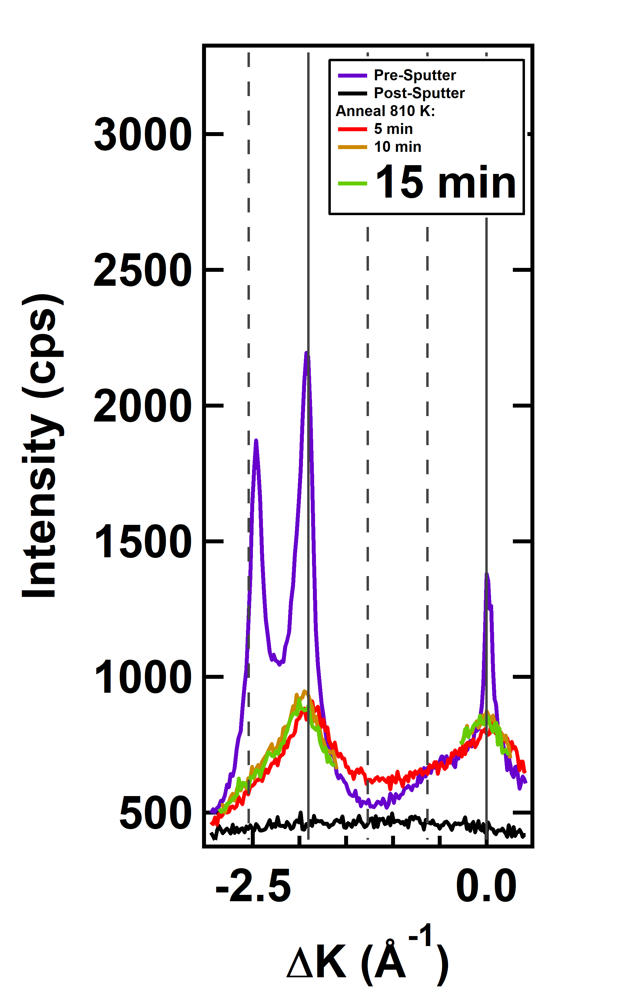 Pre-Sputter
Post-Sputter
Anneal 810 K:
5 min
10 min
15 min
3000
2500
2000
1500
1000
500
Intensity (cps)
-2.5
0.0
ΔK (Å-1)